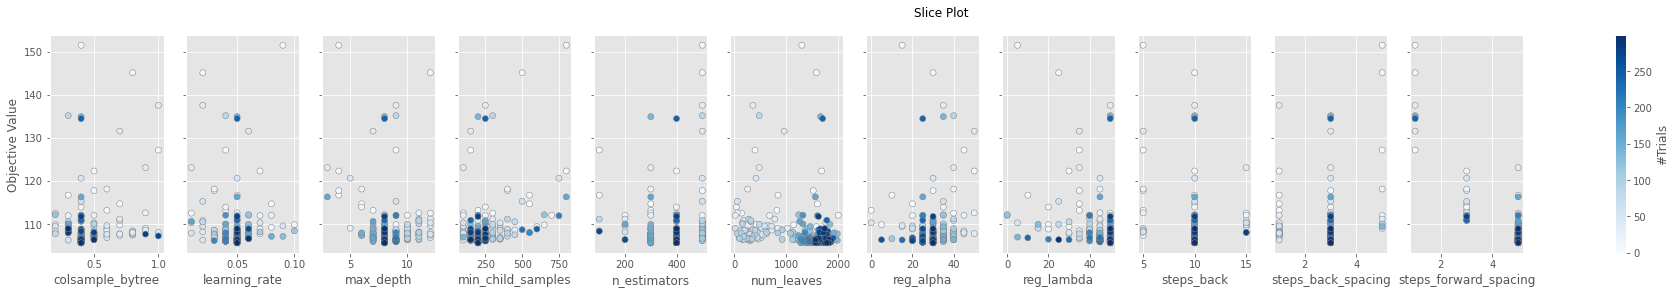 Slice Plot
Objective Value
150
140
130
120
110
0.5 1.0
colsample_bytree
0.05 0.10
learning_rate
5 10
max_depth
250 500 750
min_child_samples
200 400
n_estimators
0 1000 2000
num_leaves
0 20 40
reg_alpha
0 20 40
reg_lambda
5 10 15
steps_back
2 4
steps_back_spacing
2 4
steps_forward_spacing
250
200
150
100
50
0
#Trials